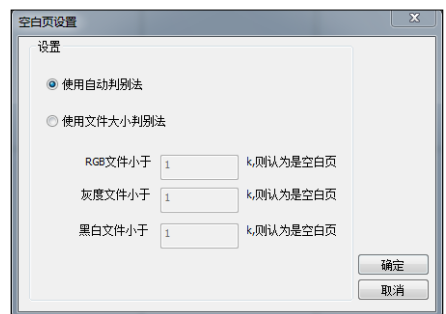 空白页设置
设置
使用自动判别法
使用文件大小判别法
RGB文件小于 1 k,则认为是空白页
灰度文件小于 1 k,则认为是空白页
黑白文件小于 1 k,则认为是空白页
确定
取消